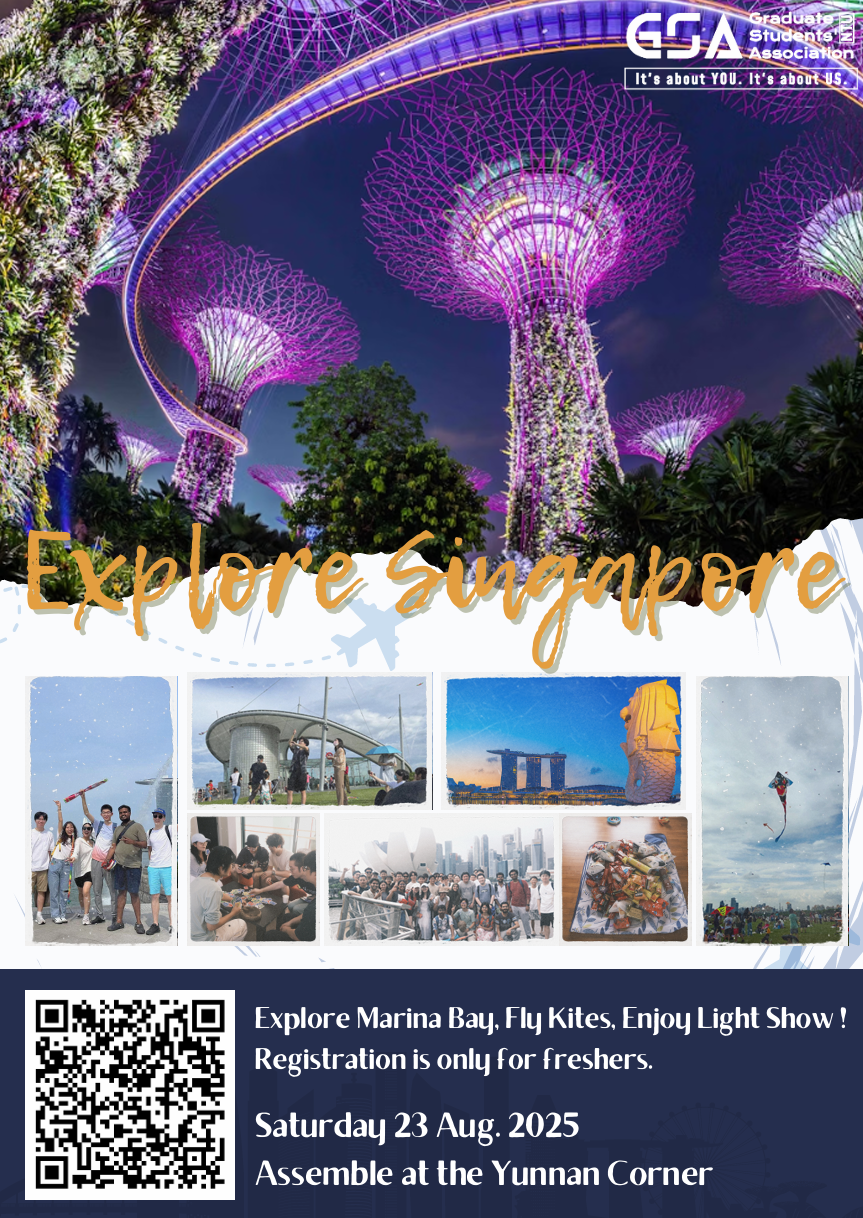 GSA
Graduate
Students'
Association
NTU
It's about YOU. It's about US.
Explore Singapore
Explore Marina Bay, Fly Kites, Enjoy Light Show !
Registration is only for freshers.
Saturday 23 Aug. 2025
Assemble at the Yunnan Corner